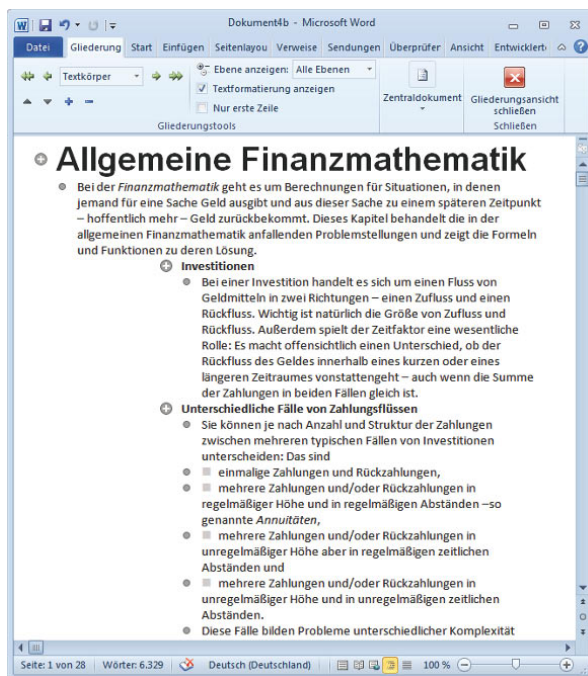 Dokument4b - Microsoft Word
Datei Gliederung Start Einfügen Seitenlayou Verweise Sendungen Überprüfer Ansicht Entwicklert
Textkörper
Ebene anzeigen: Alle Ebenen
Textformatierung anzeigen
Nur erste Zeile
Zentraldokument
Gliederungsansicht
schließen
Gliederungstools
Schließen
Allgemeine Finanzmathematik
Bei der Finanzmathematik geht es um Berechnungen für Situationen, in denen
jemand für eine Sache Geld ausgibt und aus dieser Sache zu einem späteren Zeitpunkt
– hoffentlich mehr – Geld zurückbekommt. Dieses Kapitel behandelt die in der
allgemeinen Finanzmathematik anfallenden Problemstellungen und zeigt die Formeln
und Funktionen zu deren Lösung.
Investitionen
Bei einer Investition handelt es sich um einen Fluss von
Geldmitteln in zwei Richtungen – einen Zufluss und einen
Rückfluss. Wichtig ist natürlich die Größe von Zufluss und
Rückfluss. Außerdem spielt der Zeitfaktor eine wesentliche
Rolle: Es macht offensichtlich einen Unterschied, ob der
Rückfluss des Geldes innerhalb eines kurzen oder eines
längeren Zeitraumes vonstattengeht – auch wenn die Summe
der Zahlungen in beiden Fällen gleich ist.
Unterschiedliche Fälle von Zahlungsflüssen
Sie können je nach Anzahl und Struktur der Zahlungen
zwischen mehreren typischen Fällen von Investitionen
unterscheiden: Das sind
einmalige Zahlungen und Rückzahlungen,
mehrere Zahlungen und/oder Rückzahlungen in
regelmäßiger Höhe und in regelmäßigen Abständen –so
genannte Annuitäten,
mehrere Zahlungen und/oder Rückzahlungen in
unregelmäßiger Höhe aber in regelmäßigen zeitlichen
Abständen und
mehrere Zahlungen und/oder Rückzahlungen in
unregelmäßiger Höhe und in unregelmäßigen zeitlichen
Abständen.
Diese Fälle bilden Probleme unterschiedlicher Komplexität
Seite: 1 von 28 Wörter: 6.329 Deutsch (Deutschland) 100 %